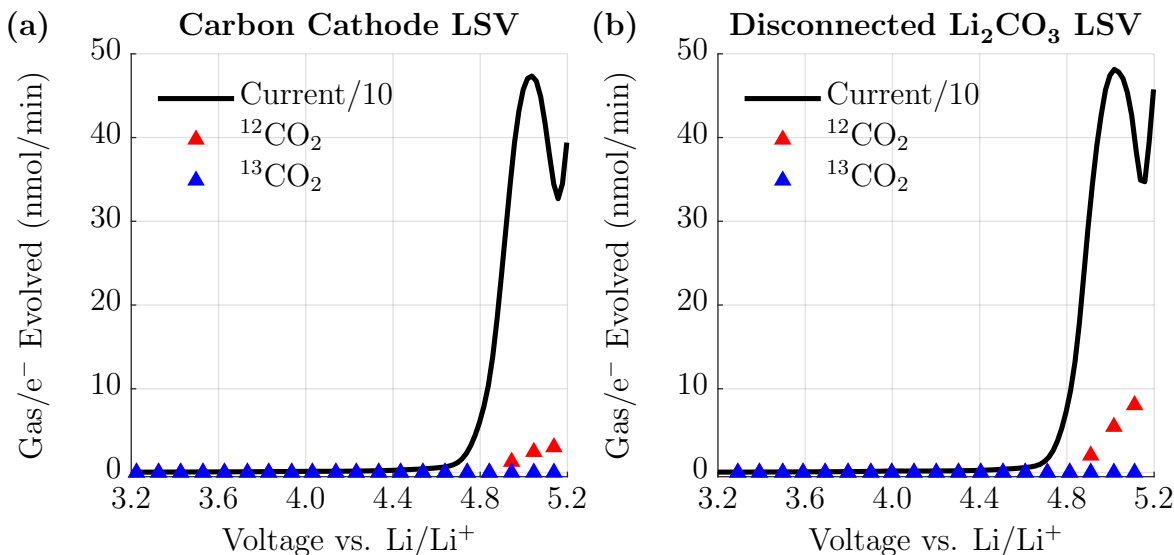 (a)
Carbon Cathode LSV
50
40
30
20
10
0
3.2
4.0
4.4
4.8
5.2
Voltage vs. Li/Li⁺
Gas/e⁻ Evolved (nmol/min)
Current/10
¹²CO₂
¹³CO₂
(b)
Disconnected Li₂CO₃ LSV
50
40
30
20
10
0
3.2
3.6
4.0
4.4
4.8
5.2
Voltage vs. Li/Li⁺
Gas/e⁻ Evolved (nmol/min)
Current/10
¹²CO₂
¹³CO₂